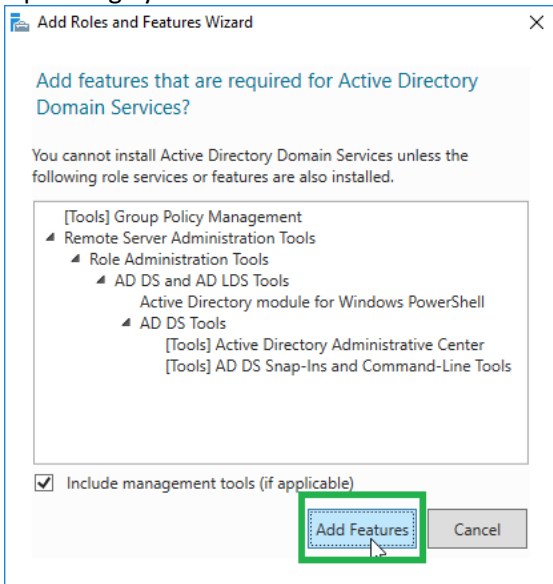 Add Roles and Features Wizard
Add features that are required for Active Directory
Domain Services?
You cannot install Active Directory Domain Services unless the
following role services or features are also installed.
[Tools] Group Policy Management
Remote Server Administration Tools
Role Administration Tools
AD DS and AD LDS Tools
Active Directory module for Windows PowerShell
AD DS Tools
[Tools] Active Directory Administrative Center
[Tools] AD DS Snap-Ins and Command-Line Tools
Include management tools (if applicable)
Add Features Cancel